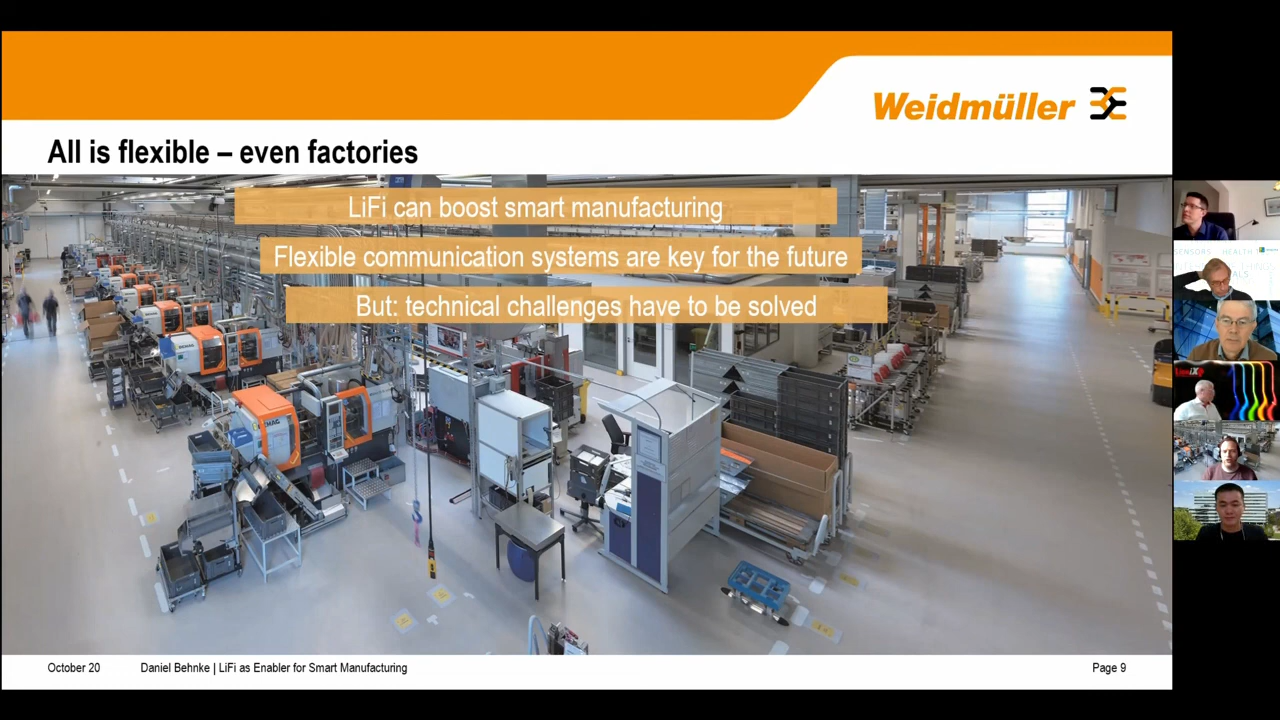 Weidmüller
All is flexible – even factories
LiFi can boost smart manufacturing
Flexible communication systems are key for the future
But: technical challenges have to be solved
October 20
Daniel Behnke | LiFi as Enabler for Smart Manufacturing
Page 9
SENSORS
HEALTH